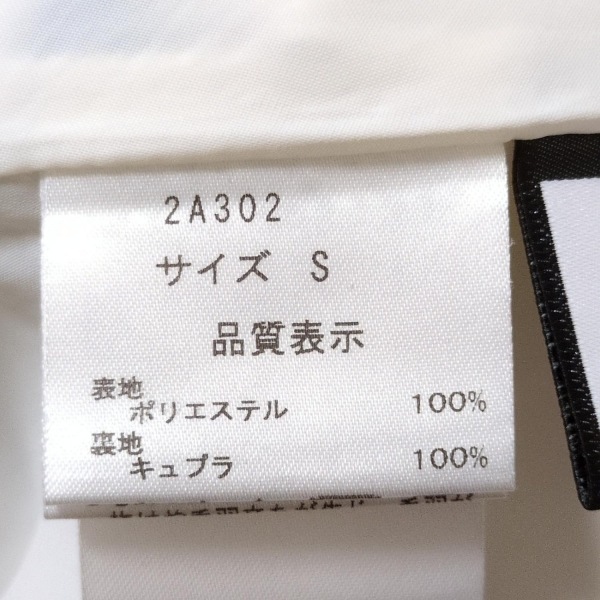 2A302
サイズ S
品質表示
表地
ポリエステル 100%
裏地
キュプラ 100%